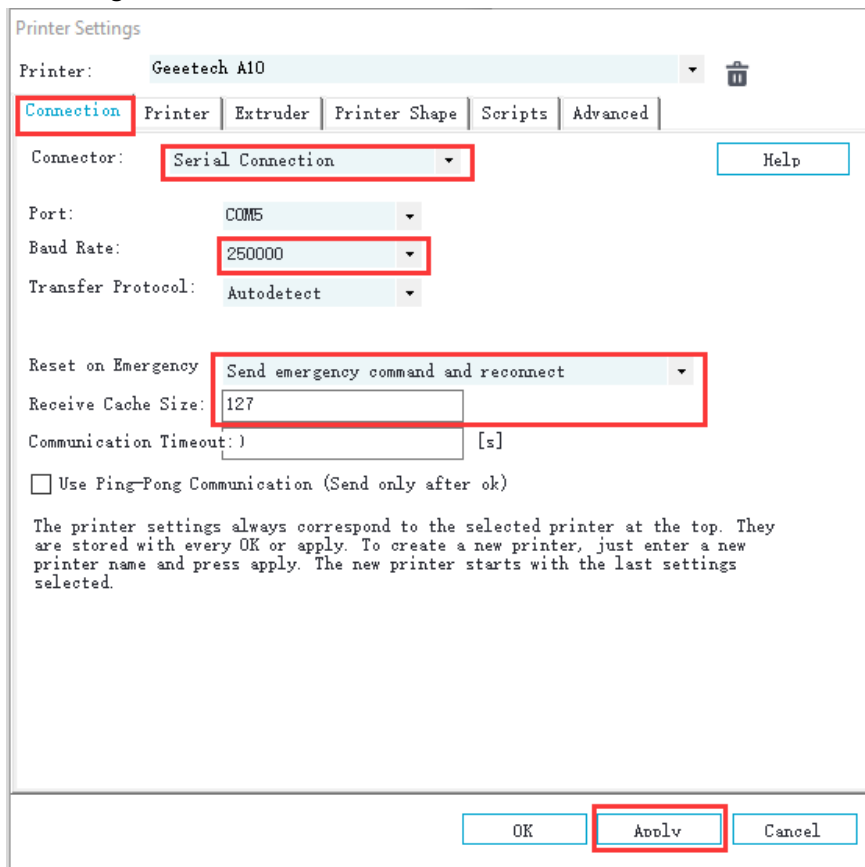 Printer Settings
Printer: Geeetech A10
Connection Printer Extruder Printer Shape Scripts Advanced
Connector: Serial Connection Help
Port: COM5
Baud Rate: 250000
Transfer Protocol: Autodetect
Reset on Emergency Send emergency command and reconnect
Receive Cache Size: 127
Communication Timeout: ) [s]
Use Ping-Pong Communication (Send only after ok)
The printer settings always correspond to the selected printer at the top. They
are stored with every OK or apply. To create a new printer, just enter a new
printer name and press apply. The new printer starts with the last settings
selected.
OK Apply Cancel